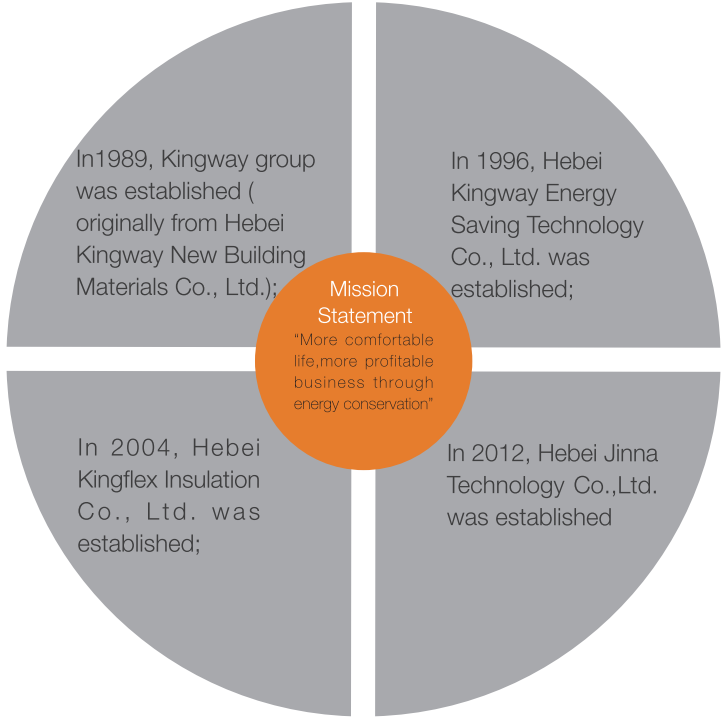 In1989, Kingway group
was established (
originally from Hebei
Kingway New Building
Materials Co., Ltd.);
In 1996, Hebei
Kingway Energy
Saving Technology
Co., Ltd. was
established;
Mission
Statement
“More comfortable
life,more profitable
business through
energy conservation”
In 2004, Hebei
Kingflex Insulation
Co., Ltd. was
established;
In 2012, Hebei Jinna
Technology Co.,Ltd.
was established